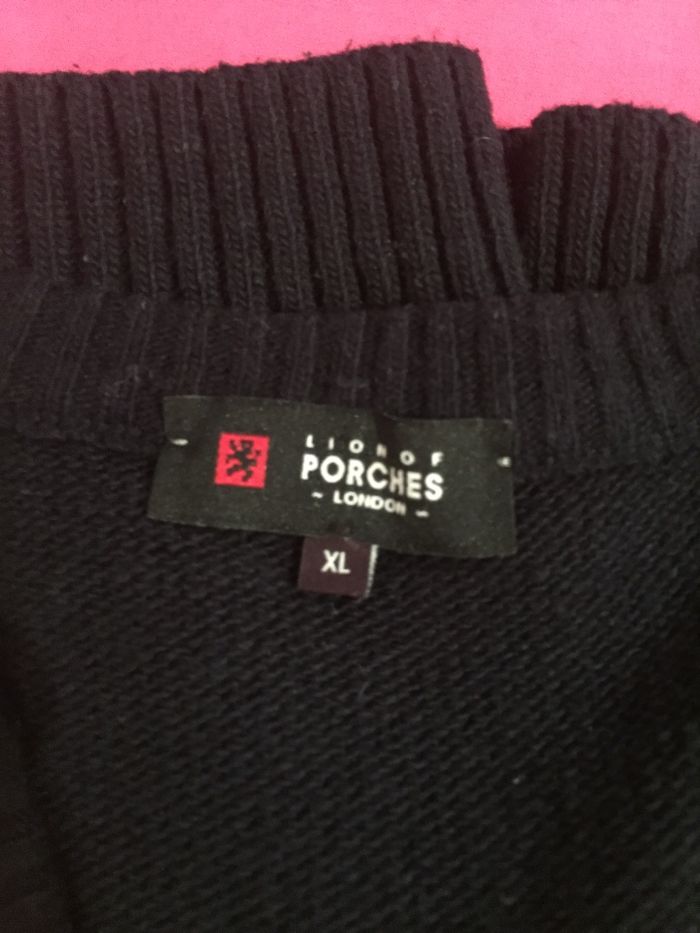 LION OF
PORCHES
~ LONDON ~
XL